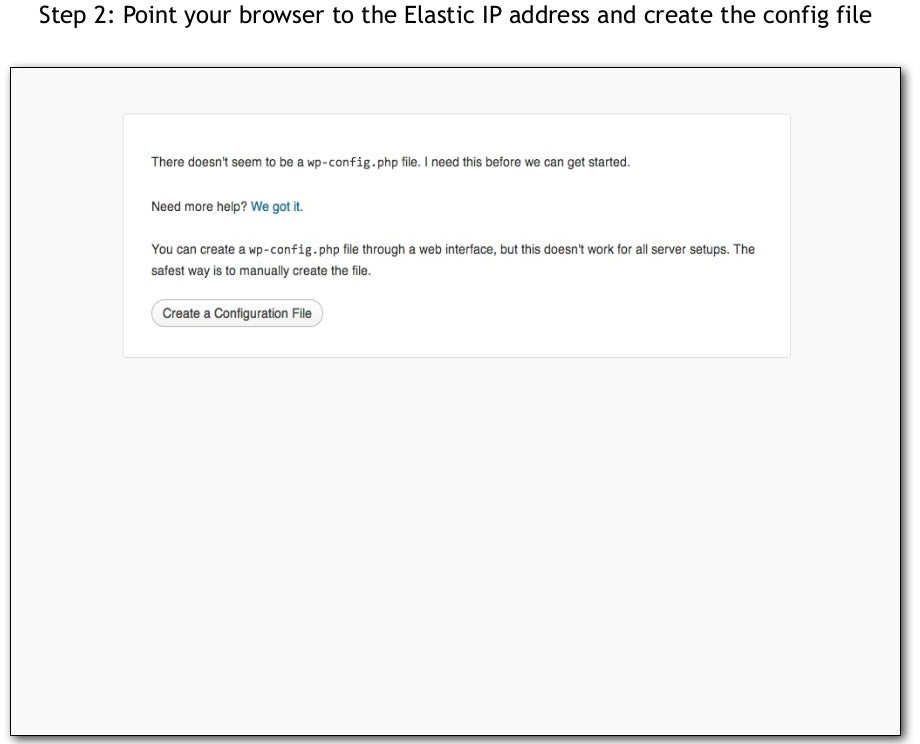 Step 2: Point your browser to the Elastic IP address and create the config file
There doesn't seem to be a wp-config.php file. I need this before we can get started.
Need more help? We got it.
You can create a wp-config.php file through a web interface, but this doesn't work for all server setups. The
safest way is to manually create the file.
Create a Configuration File